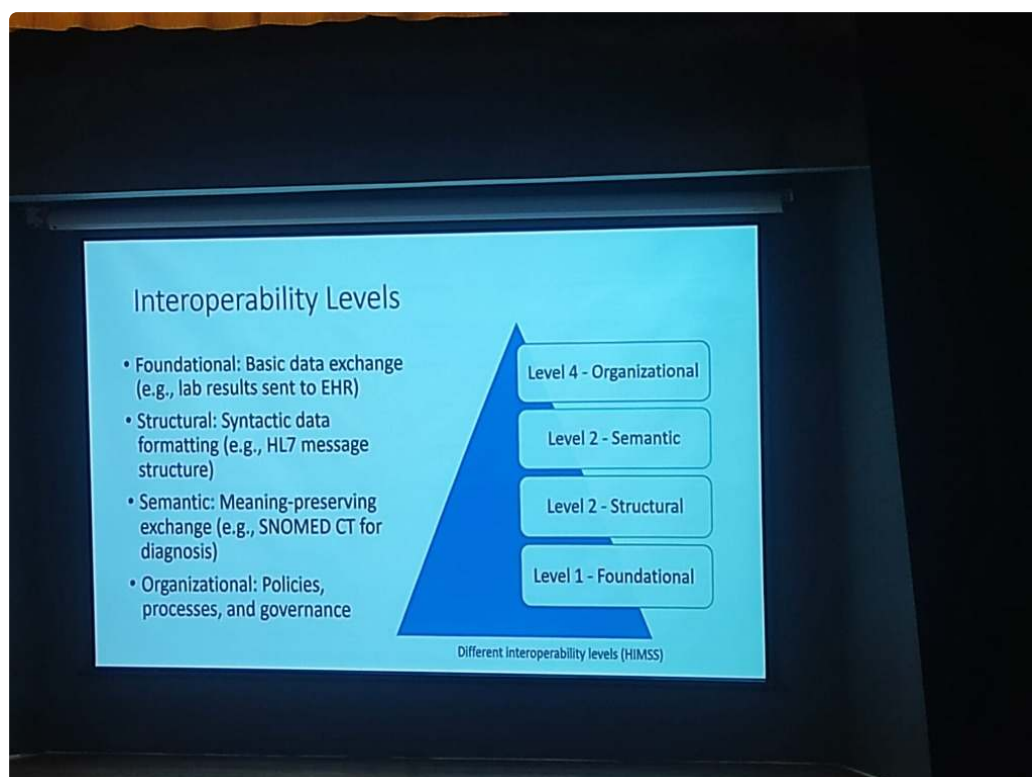 Interoperability Levels
• Foundational: Basic data exchange
(e.g., lab results sent to EHR)
• Structural: Syntactic data
formatting (e.g., HL7 message
structure)
• Semantic: Meaning-preserving
exchange (e.g., SNOMED CT for
diagnosis)
• Organizational: Policies,
processes, and governance
Level 4 - Organizational
Level 2 - Semantic
Level 2 - Structural
Level 1 - Foundational
Different interoperability levels (HIMSS)